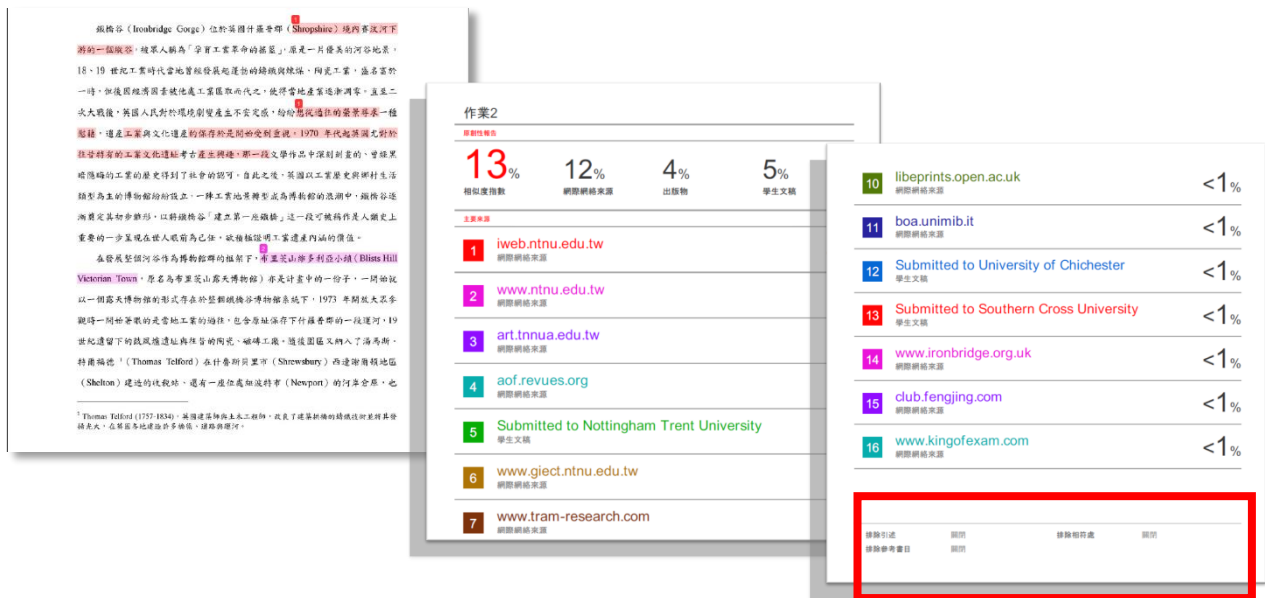 鐵橋谷（Ironbridge Gorge）位於英國什羅普郡（Shropshire）境內賽汶河下
游的一個峽谷，被眾人稱為「孕育工業革命的搖籃」，原是一片優美的河谷地景，
18、19 世紀工業時代當地曾經發展起蓬勃的鑄鐵與煉煤、陶瓷工業，盛名富於
一時，但後因經濟因素被他處工業區取而代之，使得當地產業逐漸凋零。直至二
次大戰後，英國人民對於環境劇變產生不安定感，紛紛想從過往的榮景尋求一種
慰藉，遺產工業與文化遺產的保存於是開始受到重視，1970 年代起英國尤對於
往昔特有的工業文化遺址考古產生興趣，那一段文學作品中深刻刻畫的、曾經黑
暗隱晦的工業的歷史得到了社會的認可。自此之後，英國以工業歷史與鄉村生活
類型為主的博物館紛紛設立，一陣工業地景轉型成為博物館的浪潮中，鐵橋谷逐
漸奠定其初步雛形，以將鐵橋谷「建立第一座鐵橋」這一段可被稱作是人類史上
重要的一步呈現在世人眼前為己任，欲積極證明工業遺產內涵的價值。
在發展整個河谷作為博物館群的框架下，布里茨山維多利亞小鎮（Blists Hill
Victorian Town，原名為布里茨山露天博物館）亦是計畫中的一份子，一開始就
以一個露天博物館的形式存在於整個鐵橋谷博物館系統下，1973 年開放大眾參
觀時一開始著眼的是當地工業的過往，包含原址保存下什羅普郡的一段運河，19
世紀遺留下的鼓風爐遺址與往昔的陶瓷、磁磚工廠。隨後園區又納入了湯馬斯．
特爾福德 1（Thomas Telford）在什魯斯貝里市（Shrewsbury）西邊謝爾頓地區
（Shelton）建造的收稅站、還有一座位處紐波特市（Newport）的河岸倉庫，也
1 Thomas Telford (1757-1834)，英國建築師與土木工程師，改良了建築拱橋的鑄鐵技術並將其發
揚光大，在英國各地建造許多橋樑、道路與運河。
作業2
原創性報告
13% 12% 4% 5%
相似度指數 網際網絡來源 出版物 學生文稿
主要來源
1 iweb.ntnu.edu.tw
網際網絡來源
2 www.ntnu.edu.tw
網際網絡來源
3 art.tnnua.edu.tw
網際網絡來源
4 aof.revues.org
網際網絡來源
5 Submitted to Nottingham Trent University
學生文稿
6 www.giect.ntnu.edu.tw
網際網絡來源
7 www.tram-research.com
網際網絡來源
10 libeprints.open.ac.uk <1%
網際網絡來源
11 boa.unimib.it <1%
網際網絡來源
12 Submitted to University of Chichester <1%
學生文稿
13 Submitted to Southern Cross University <1%
學生文稿
14 www.ironbridge.org.uk <1%
網際網絡來源
15 club.fengjing.com <1%
網際網絡來源
16 www.kingofexam.com <1%
網際網絡來源
排除引述 關閉 排除相符處 關閉
排除參考書目 關閉